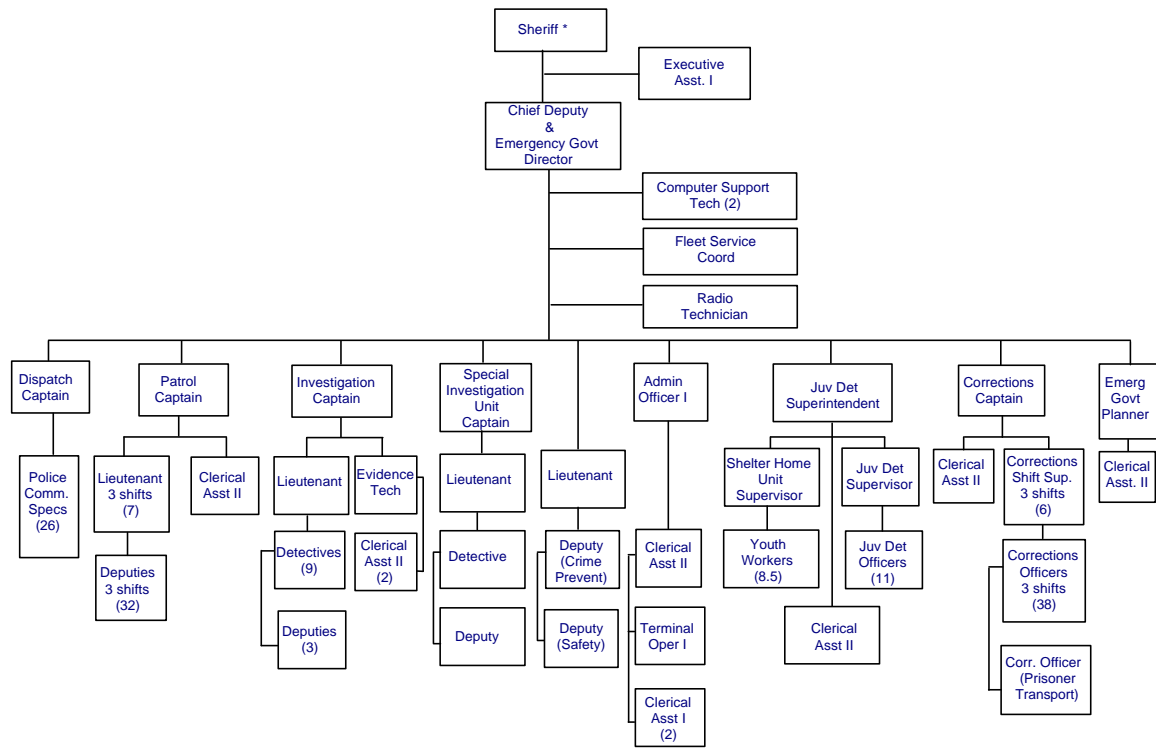 Sheriff *
Executive
Asst. I
Chief Deputy
&
Emergency Govt
Director
Computer Support
Tech (2)
Fleet Service
Coord
Radio
Technician
Dispatch
Captain
Patrol
Captain
Investigation
Captain
Special
Investigation
Unit
Captain
Admin
Officer I
Juv Det
Superintendent
Corrections
Captain
Emerg
Govt
Planner
Police
Comm.
Specs
(26)
Lieutenant
3 shifts
(7)
Clerical
Asst II
Deputies
3 shifts
(32)
Lieutenant
Evidence
Tech
Detectives
(9)
Clerical
Asst II
(2)
Deputies
(3)
Lieutenant
Detective
Deputy
Lieutenant
Deputy
(Crime
Prevent)
Deputy
(Safety)
Clerical
Asst II
Terminal
Oper I
Clerical
Asst I
(2)
Shelter Home
Unit
Supervisor
Juv Det
Supervisor
Youth
Workers
(8.5)
Juv Det
Officers
(11)
Clerical
Asst II
Clerical
Asst II
Corrections
Shift Sup.
3 shifts
(6)
Corrections
Officers
3 shifts
(38)
Corr. Officer
(Prisoner
Transport)
Clerical
Asst. II